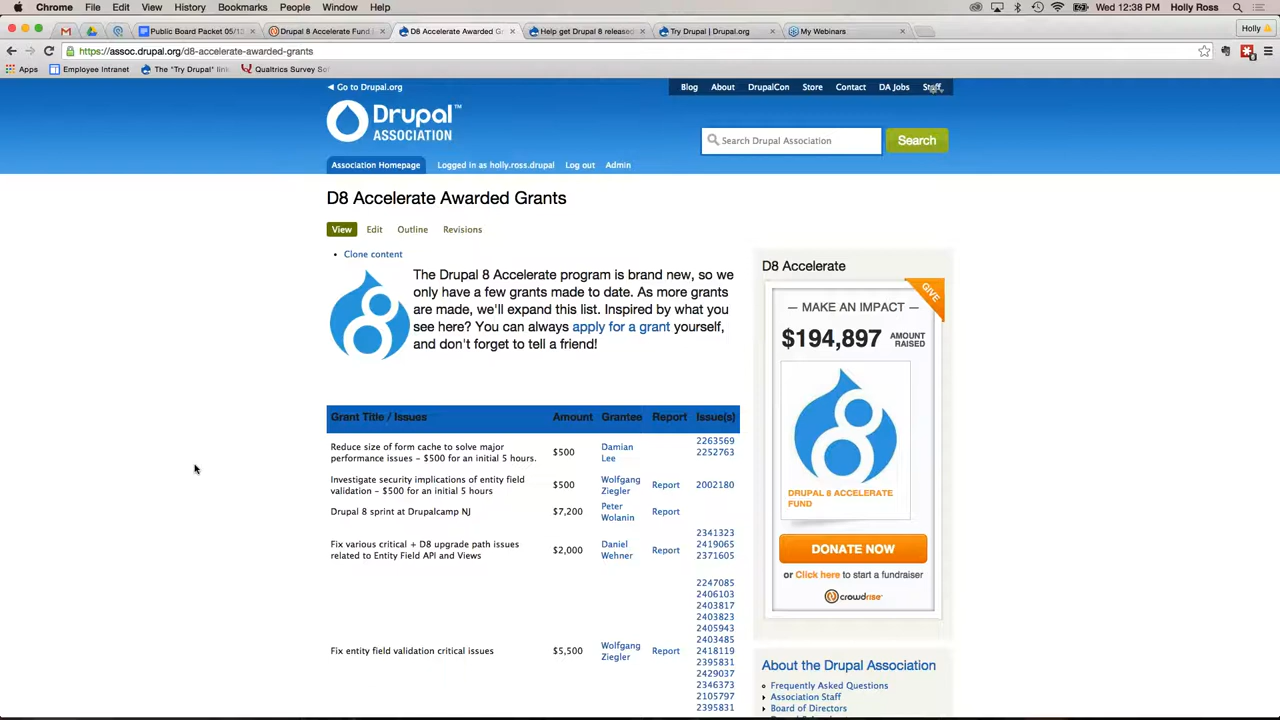 Chrome File Edit View History Bookmarks People Window Help Wed 12:38 PM Holly Ross
Public Board Packet 05/13 Drupal 8 Accelerate Fund D8 Accelerate Awarded Gr Help get Drupal 8 released Try Drupal | Drupal.org My Webinars Holly
https://assoc.drupal.org/d8-accelerate-awarded-grants
Apps Employee Intranet The "Try Drupal" link Qualtrics Survey Sof
Go to Drupal.org
Blog About DrupalCon Store Contact DA Jobs Staff
Drupal™
ASSOCIATION
Search Drupal Association Search
Association Homepage Logged in as holly.ross.drupal Log out Admin
D8 Accelerate Awarded Grants
View Edit Outline Revisions
Clone content
The Drupal 8 Accelerate program is brand new, so we
only have a few grants made to date. As more grants
are made, we'll expand this list. Inspired by what you
see here? You can always apply for a grant yourself,
and don't forget to tell a friend!
Grant Title / Issues Amount Grantee Report Issue(s)
Reduce size of form cache to solve major
performance issues - $500 for an initial 5 hours.
$500
Damian
Lee
2263569
2252763
Investigate security implications of entity field
validation - $500 for an initial 5 hours
$500
Wolfgang
Ziegler
Report
2002180
Drupal 8 sprint at Drupalcamp NJ
$7,200
Peter
Wolanin
Report
Fix various critical + D8 upgrade path issues
related to Entity Field API and Views
$2,000
Daniel
Wehner
Report
2341323
2419065
2371605
Fix entity field validation critical issues
$5,500
Wolfgang
Ziegler
Report
2247085
2406103
2403817
2403823
2405943
2403485
2418119
2395831
2429037
2346373
2105797
2395831
D8 Accelerate
GIVE
— MAKE AN IMPACT —
$194,897 AMOUNT
RAISED
DRUPAL 8 ACCELERATE
FUND
DONATE NOW
or Click here to start a fundraiser
crowdrise
About the Drupal Association
Frequently Asked Questions
Association Staff
Board of Directors